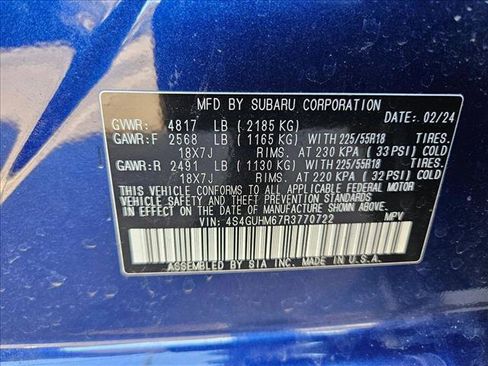 MFD BY SUBARU CORPORATION DATE: 02/24
GVWR: 4817 LB (2185 KG)
GAWR:F 2568 LB (1165 KG) WITH 225/55R18 TIRES.
18X7J RIMS. AT 230 KPA (33 PSI) COLD
GAWR:R 2491 LB (1130 KG) WITH 225/55R18 TIRES.
18X7J RIMS. AT 220 KPA (32 PSI) COLD
THIS VEHICLE CONFORMS TO ALL APPLICABLE FEDERAL MOTOR
VEHICLE SAFETY AND THEFT PREVENTION STANDARDS
IN EFFECT ON THE DATE OF MANUFACTURE SHOWN ABOVE.
VIN: 4S4GUHM67R3770722 MPV
ASSEMBLED BY SIA INC. MADE IN U.S.A.